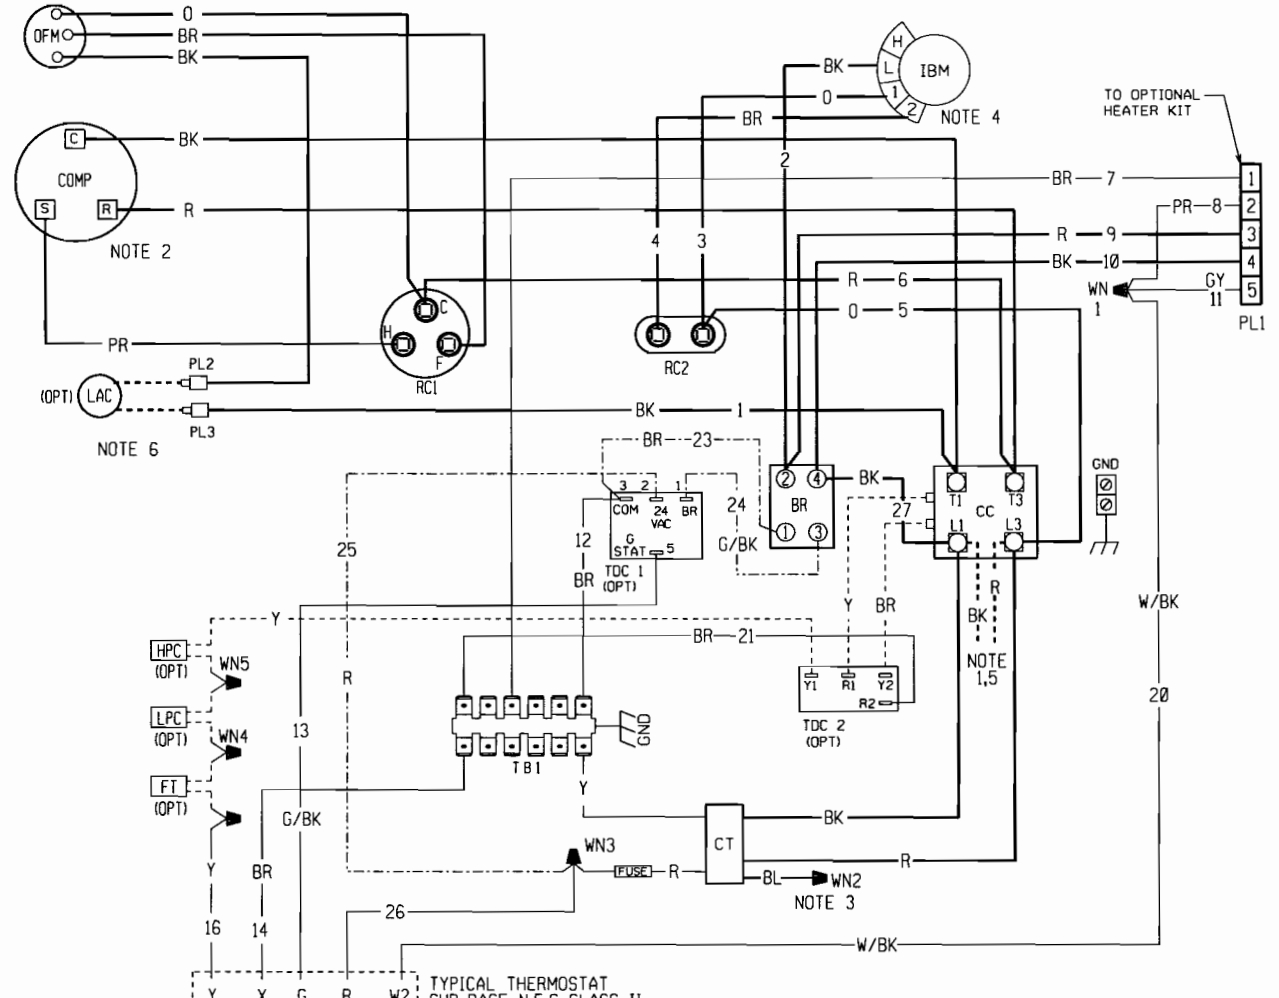 O
OFM
BR
BK
BK
IBM
H
L
1
2
O
BR
NOTE 4
TO OPTIONAL
HEATER KIT
C
BK
COMP
S
R
R
NOTE 2
2
BR 7
1
PR 8
2
4
3
R 9
3
BK 10
4
R 6
WN
1
GY
11
5
PL1
O 5
C
H
F
RC1
RC2
PR
PL2
(OPT)
LAC
PL3
NOTE 6
BK 1
BR 23
3 2 1
COM 24 BR
VAC
G
STAT 5
TDC 1
(OPT)
24
G/BK
2 4
BR
1 3
BK
27
T1 T3
CC
L1 L3
GND
25
12
BR
Y
BR
BK
R
NOTE
1,5
W/BK
Y
BR 21
HPC
(OPT)
WN5
R
Y1 R1 Y2
R2
TDC 2
(OPT)
20
LPC
(OPT)
WN4
13
GND
TB1
FT
(OPT)
Y
G/BK
BK
CT
WN3
R
Y
BR
FUSE
R
BL
WN2
NOTE 3
26
16
14
W/BK
TYPICAL THERMOSTAT
SUB-BASE N.E.C. CLASS II
Y X G R W2